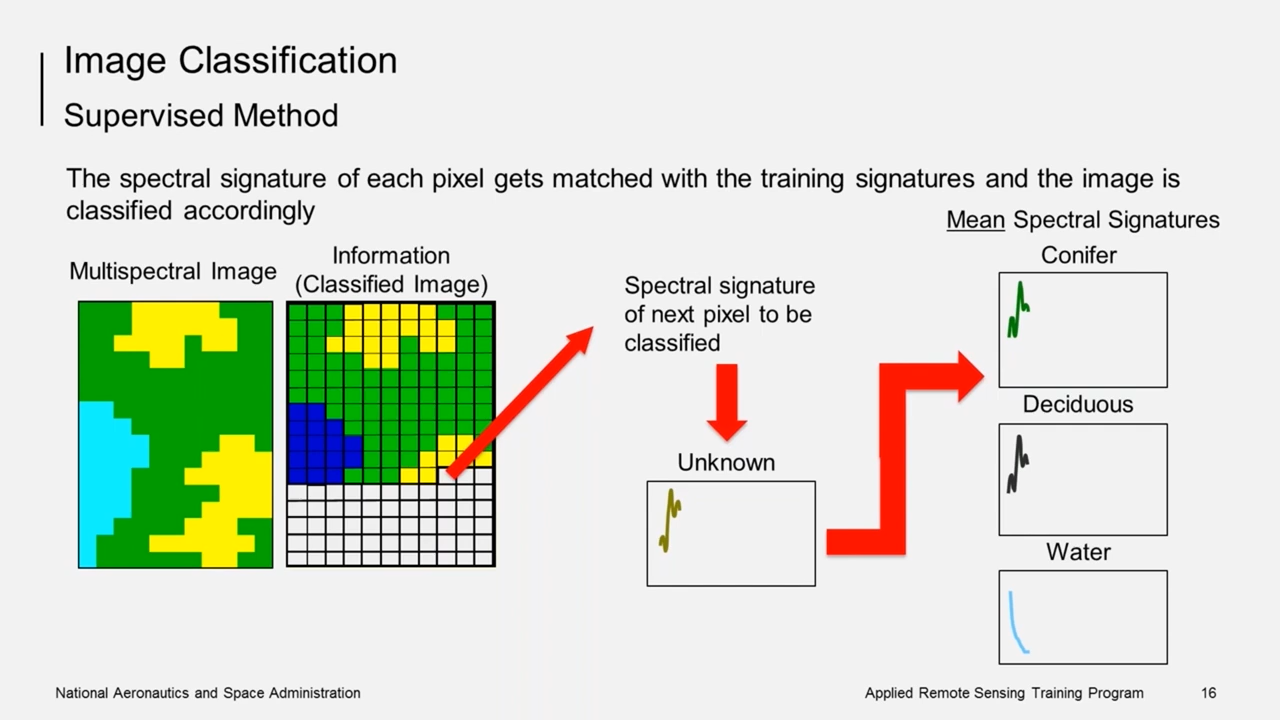 Image Classification
Supervised Method
The spectral signature of each pixel gets matched with the training signatures and the image is
classified accordingly
Mean Spectral Signatures
Multispectral Image
Information
(Classified Image)
Spectral signature
of next pixel to be
classified
Unknown
Conifer
Deciduous
Water
National Aeronautics and Space Administration
Applied Remote Sensing Training Program
16